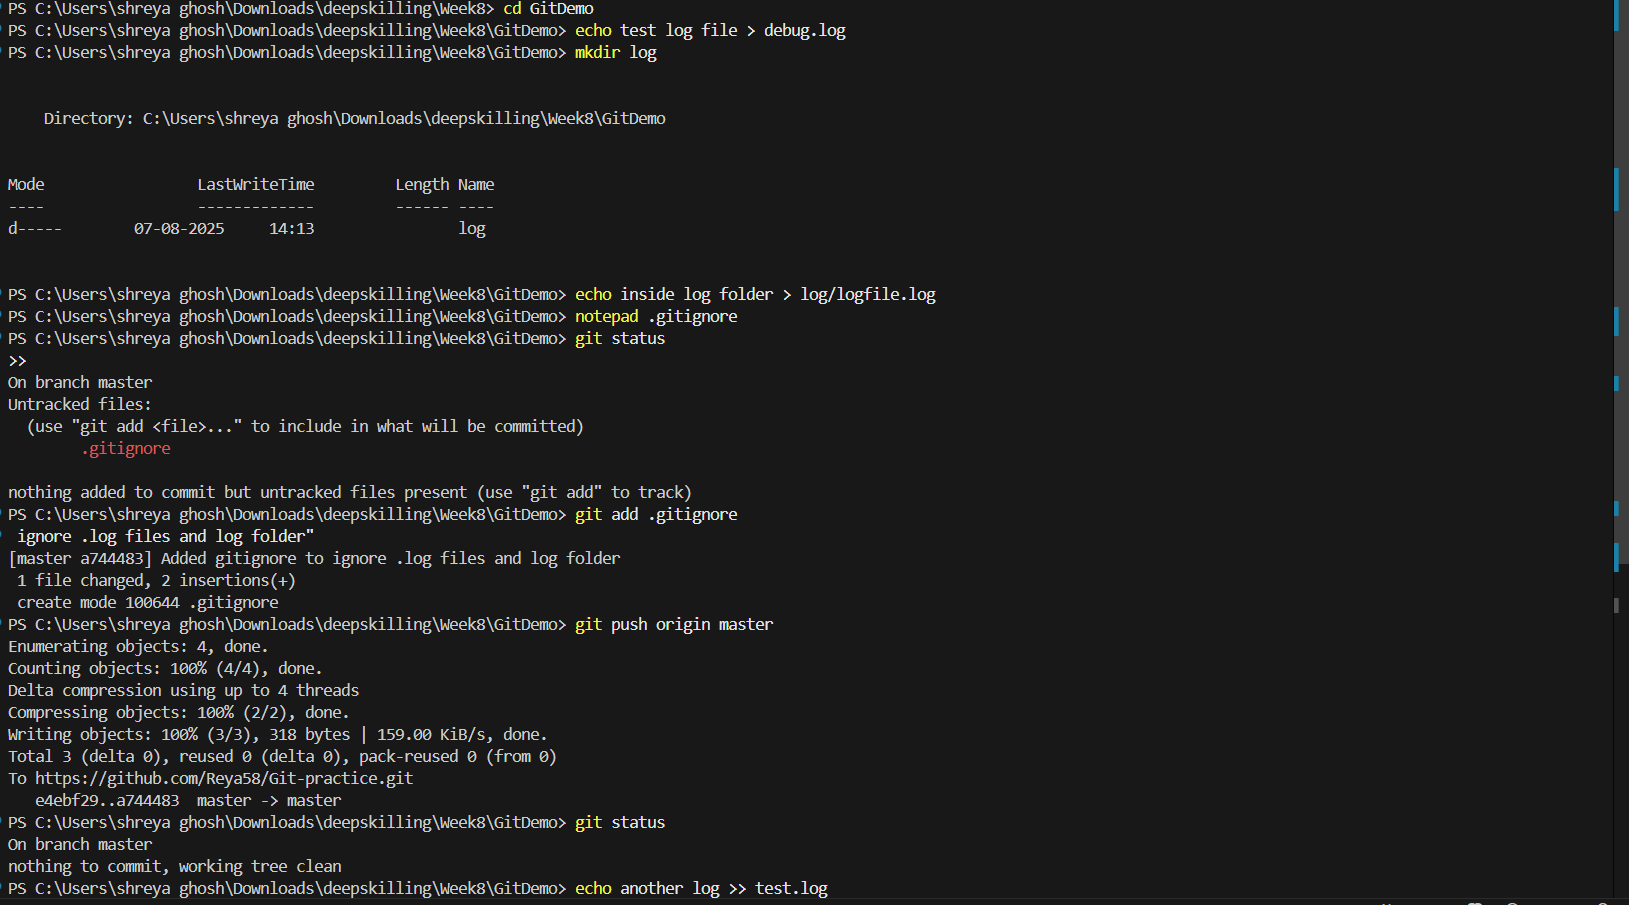 PS C:\Users\shreya ghosh\Downloads\deepskilling\Week8> cd GitDemo
PS C:\Users\shreya ghosh\Downloads\deepskilling\Week8\GitDemo> echo test log file > debug.log
PS C:\Users\shreya ghosh\Downloads\deepskilling\Week8\GitDemo> mkdir log
Directory: C:\Users\shreya ghosh\Downloads\deepskilling\Week8\GitDemo
Mode                 LastWriteTime         Length Name
----                 -------------         ------ ----
d-----        07-08-2025     14:13                log
PS C:\Users\shreya ghosh\Downloads\deepskilling\Week8\GitDemo> echo inside log folder > log/logfile.log
PS C:\Users\shreya ghosh\Downloads\deepskilling\Week8\GitDemo> notepad .gitignore
PS C:\Users\shreya ghosh\Downloads\deepskilling\Week8\GitDemo> git status
>>
On branch master
Untracked files:
  (use "git add <file>..." to include in what will be committed)
        .gitignore
nothing added to commit but untracked files present (use "git add" to track)
PS C:\Users\shreya ghosh\Downloads\deepskilling\Week8\GitDemo> git add .gitignore
 ignore .log files and log folder"
[master a744483] Added gitignore to ignore .log files and log folder
 1 file changed, 2 insertions(+)
 create mode 100644 .gitignore
PS C:\Users\shreya ghosh\Downloads\deepskilling\Week8\GitDemo> git push origin master
Enumerating objects: 4, done.
Counting objects: 100% (4/4), done.
Delta compression using up to 4 threads
Compressing objects: 100% (2/2), done.
Writing objects: 100% (3/3), 318 bytes | 159.00 KiB/s, done.
Total 3 (delta 0), reused 0 (delta 0), pack-reused 0 (from 0)
To https://github.com/Reya58/Git-practice.git
   e4ebf29..a744483  master -> master
PS C:\Users\shreya ghosh\Downloads\deepskilling\Week8\GitDemo> git status
On branch master
nothing to commit, working tree clean
PS C:\Users\shreya ghosh\Downloads\deepskilling\Week8\GitDemo> echo another log >> test.log